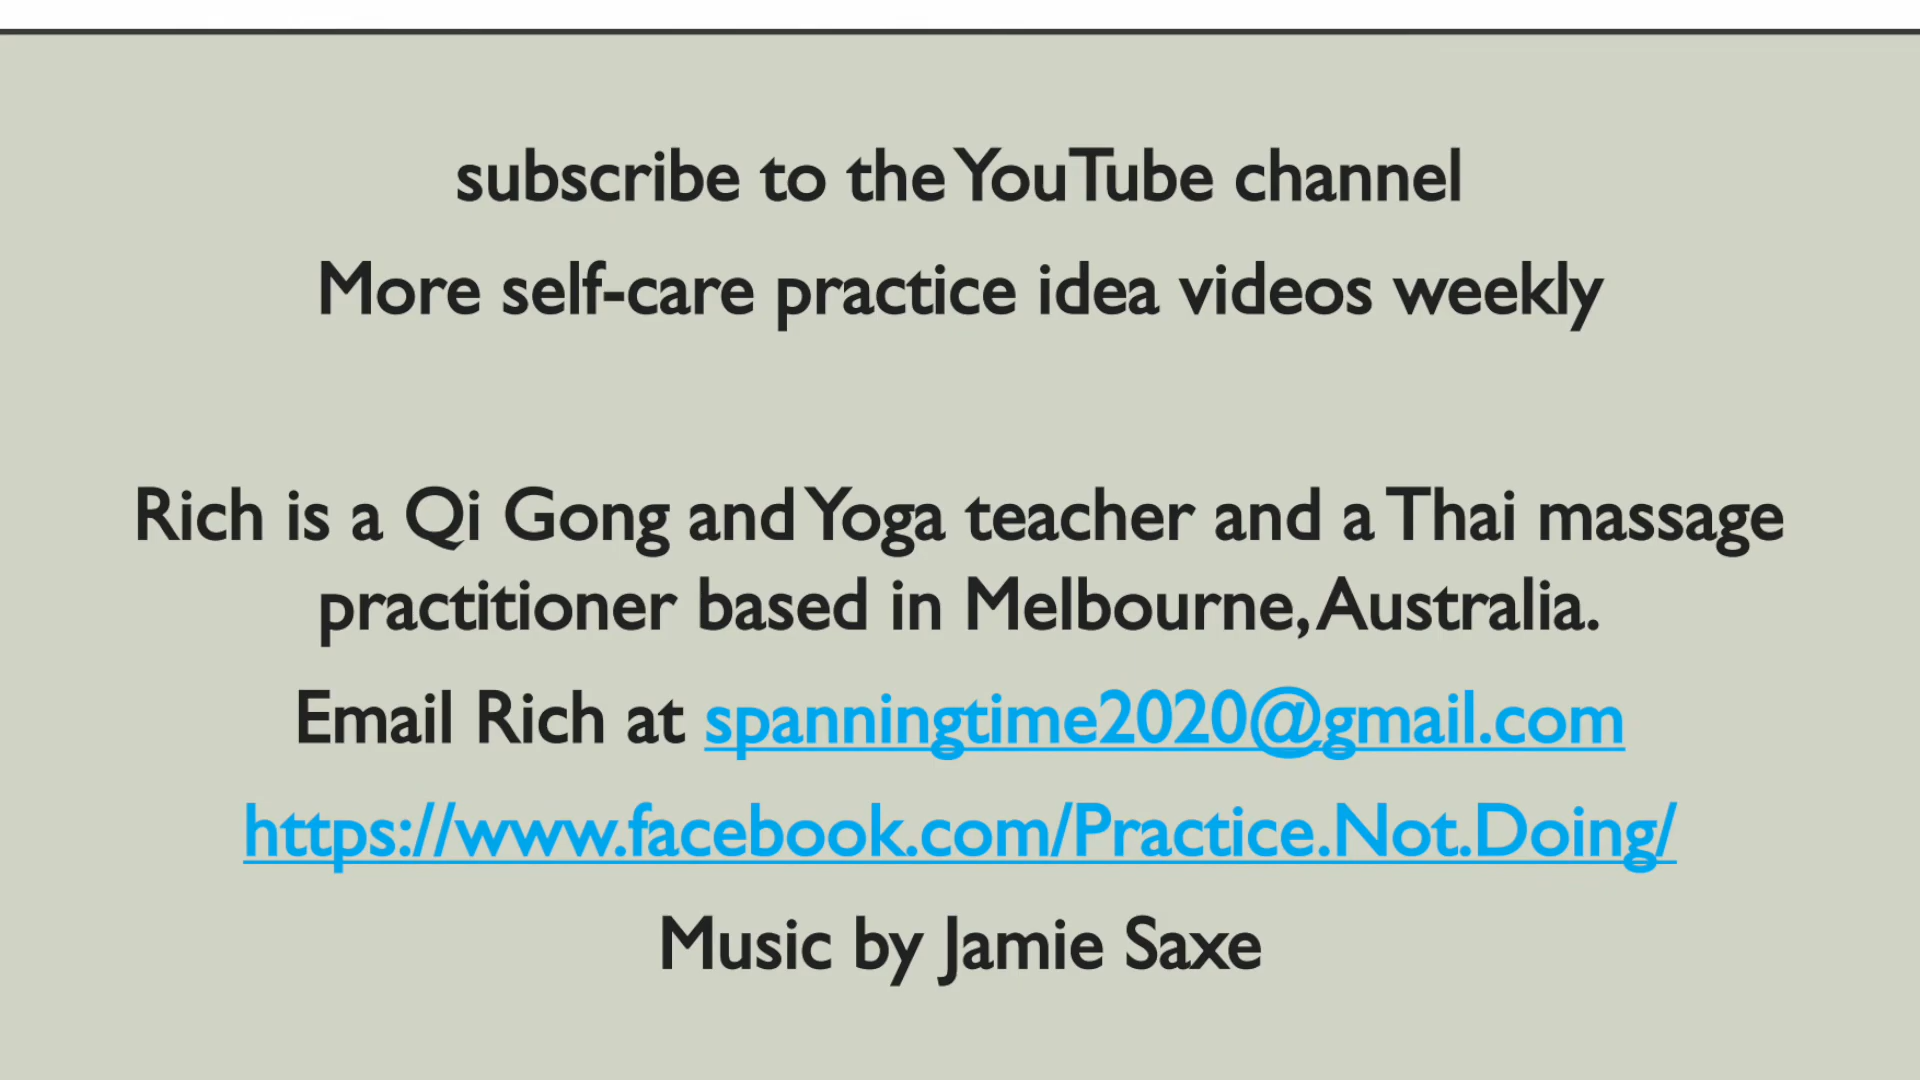 subscribe to the YouTube channel
More self-care practice idea videos weekly
Rich is a Qi Gong and Yoga teacher and a Thai massage
practitioner based in Melbourne, Australia.
Email Rich at spanningtime2020@gmail.com
https://www.facebook.com/Practice.Not.Doing/
Music by Jamie Saxe